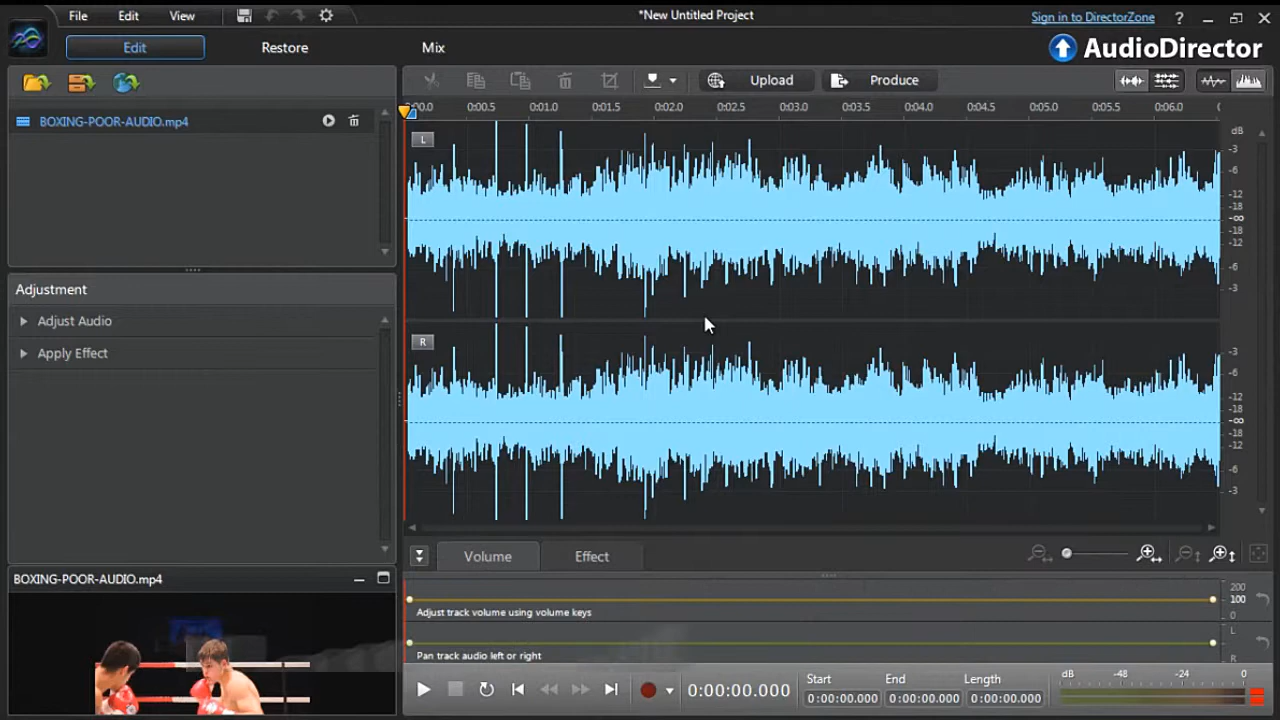 File Edit View *New Untitled Project Sign in to DirectorZone ?
Edit Restore Mix AudioDirector
Upload Produce
0:00.0 0:00.5 0:01.0 0:01.5 0:02.0 0:02.5 0:03.0 0:03.5 0:04.0 0:04.5 0:05.0 0:05.5 0:06.0
BOXING-POOR-AUDIO.mp4
L
dB
-3
-6
-12
-18
-∞
-18
-12
-6
-3
Adjustment
Adjust Audio
Apply Effect
R
-3
-6
-12
-18
-∞
-18
-12
-6
-3
Volume Effect
BOXING-POOR-AUDIO.mp4
200
100
0
Adjust track volume using volume keys
L
R
Pan track audio left or right
0:00:00.000
Start End Length
0:00:00.000 0:00:00.000 0:00:00.000
dB -48 -24 0